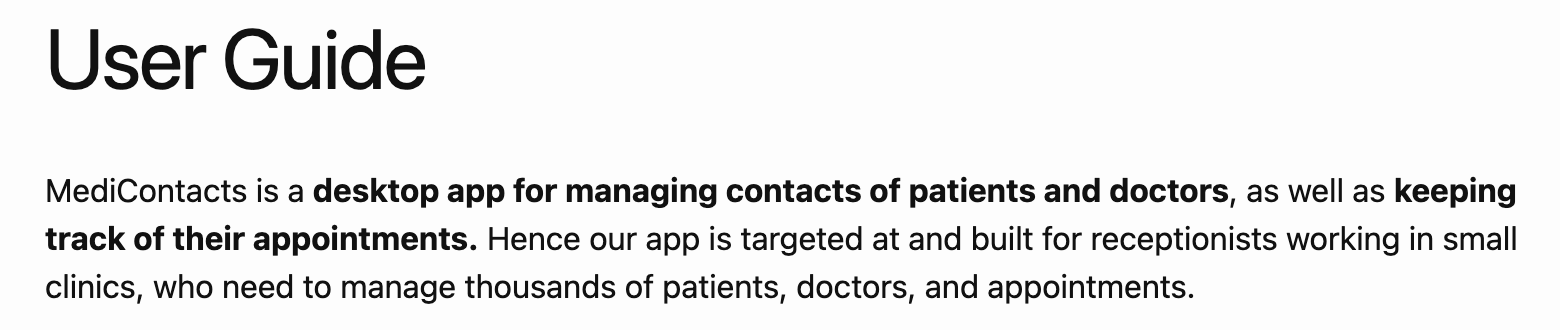 User Guide
MediContacts is a desktop app for managing contacts of patients and doctors, as well as keeping
track of their appointments. Hence our app is targeted at and built for receptionists working in small
clinics, who need to manage thousands of patients, doctors, and appointments.